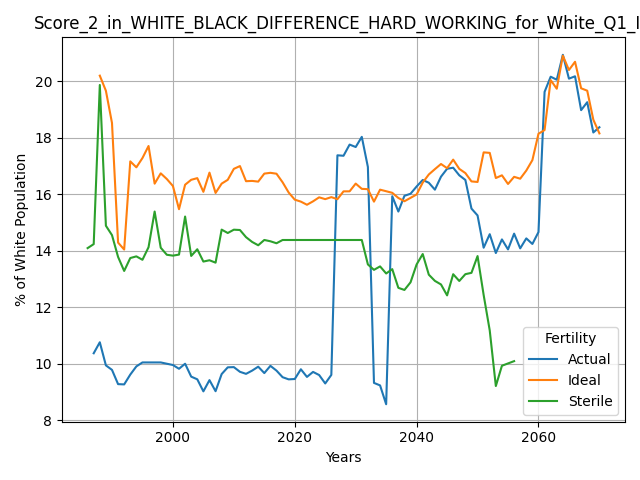 Score_2_in_WHITE_BLACK_DIFFERENCE_HARD_WORKING_for_White_Q1_I
% of White Population
20
18
16
14
12
10
8
2000
2020
2040
2060
Years
Fertility
Actual
Ideal
Sterile